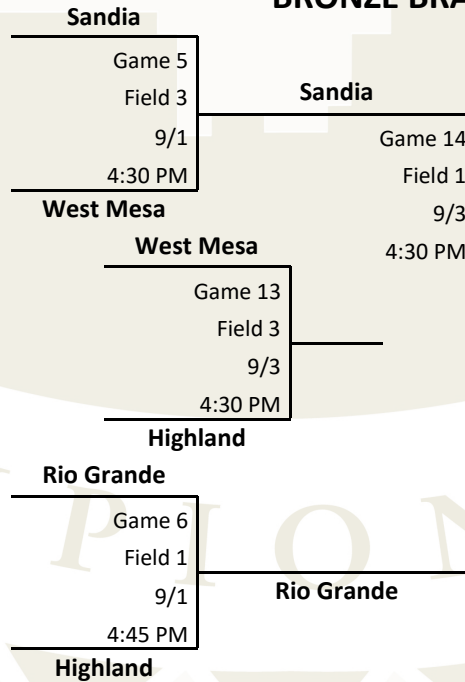 BRONZE BRA
Sandia
Game 5
Field 3
9/1
4:30 PM
West Mesa
Sandia
Game 14
Field 1
9/3
4:30 PM
West Mesa
Game 13
Field 3
9/3
4:30 PM
Highland
Rio Grande
Game 6
Field 1
9/1
4:45 PM
Highland
Rio Grande
P I O N